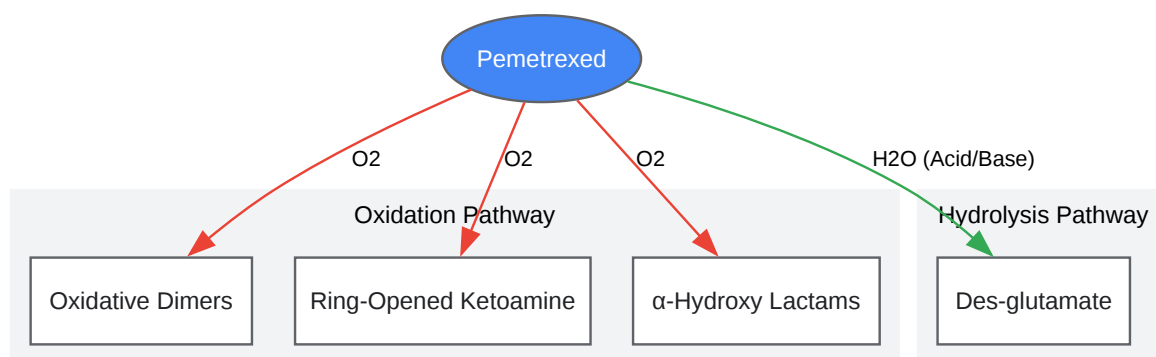 Pemetrexed
O2
O2
O2
H2O (Acid/Base)
Oxidation Pathway
Hydrolysis Pathway
Oxidative Dimers
Ring-Opened Ketoamine
α-Hydroxy Lactams
Des-glutamate